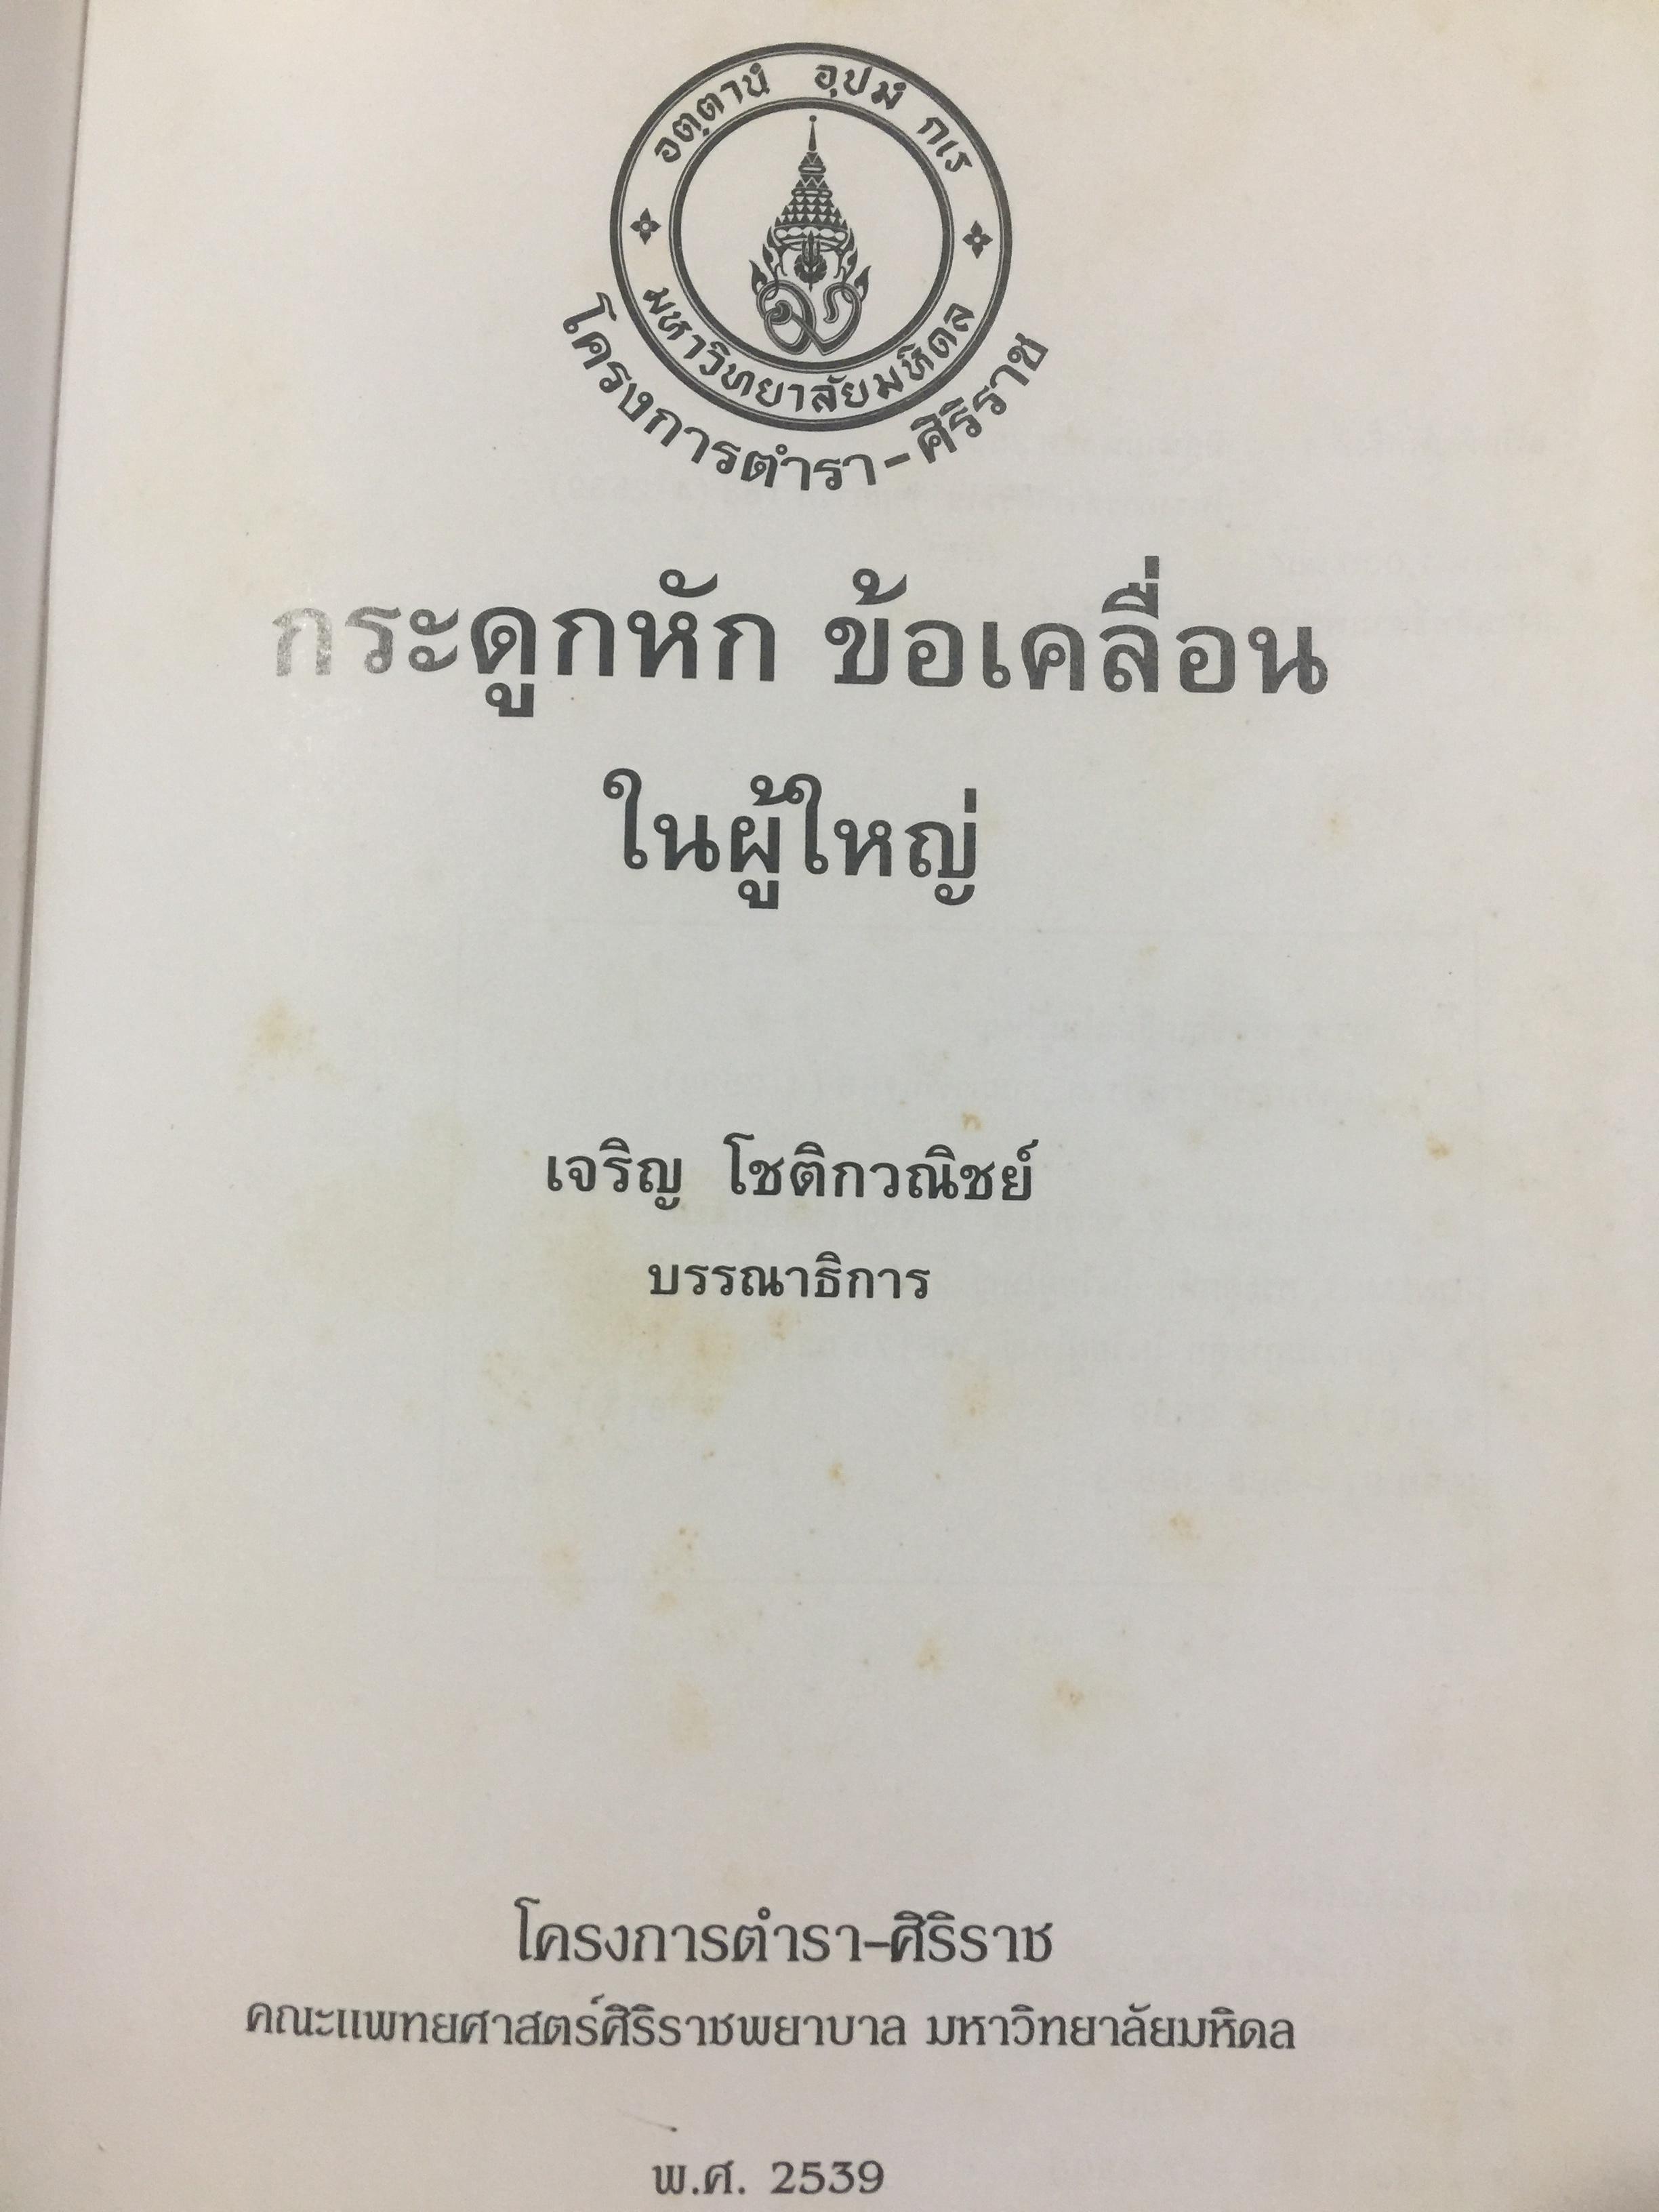 อตฺตานํ อุปมํ กเร
มหาวิทยาลัยมหิดล
โครงการตำรา-ศิริราช
กระดูกหัก ข้อเคลื่อน
ในผู้ใหญ่
เจริญ โชติกวณิชย์
บรรณาธิการ
โครงการตำรา-ศิริราช
คณะแพทยศาสตร์ศิริราชพยาบาล มหาวิทยาลัยมหิดล
พ.ศ. 2539